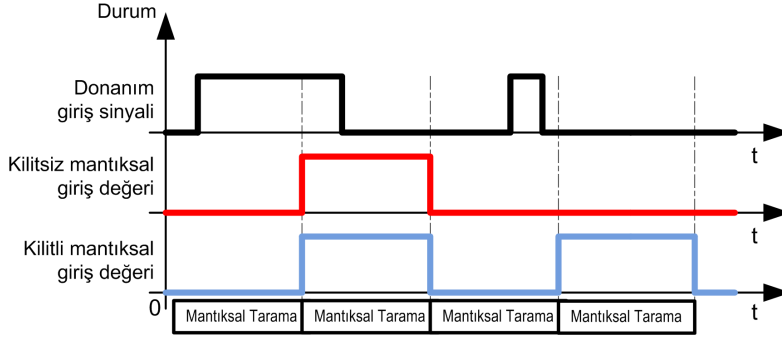 Durum
Donanım
giriş sinyali
t
Kilitsiz mantıksal
giriş değeri
t
Kilitli mantıksal
giriş değeri
0
t
Mantıksal Tarama
Mantıksal Tarama
Mantıksal Tarama
Mantıksal Tarama